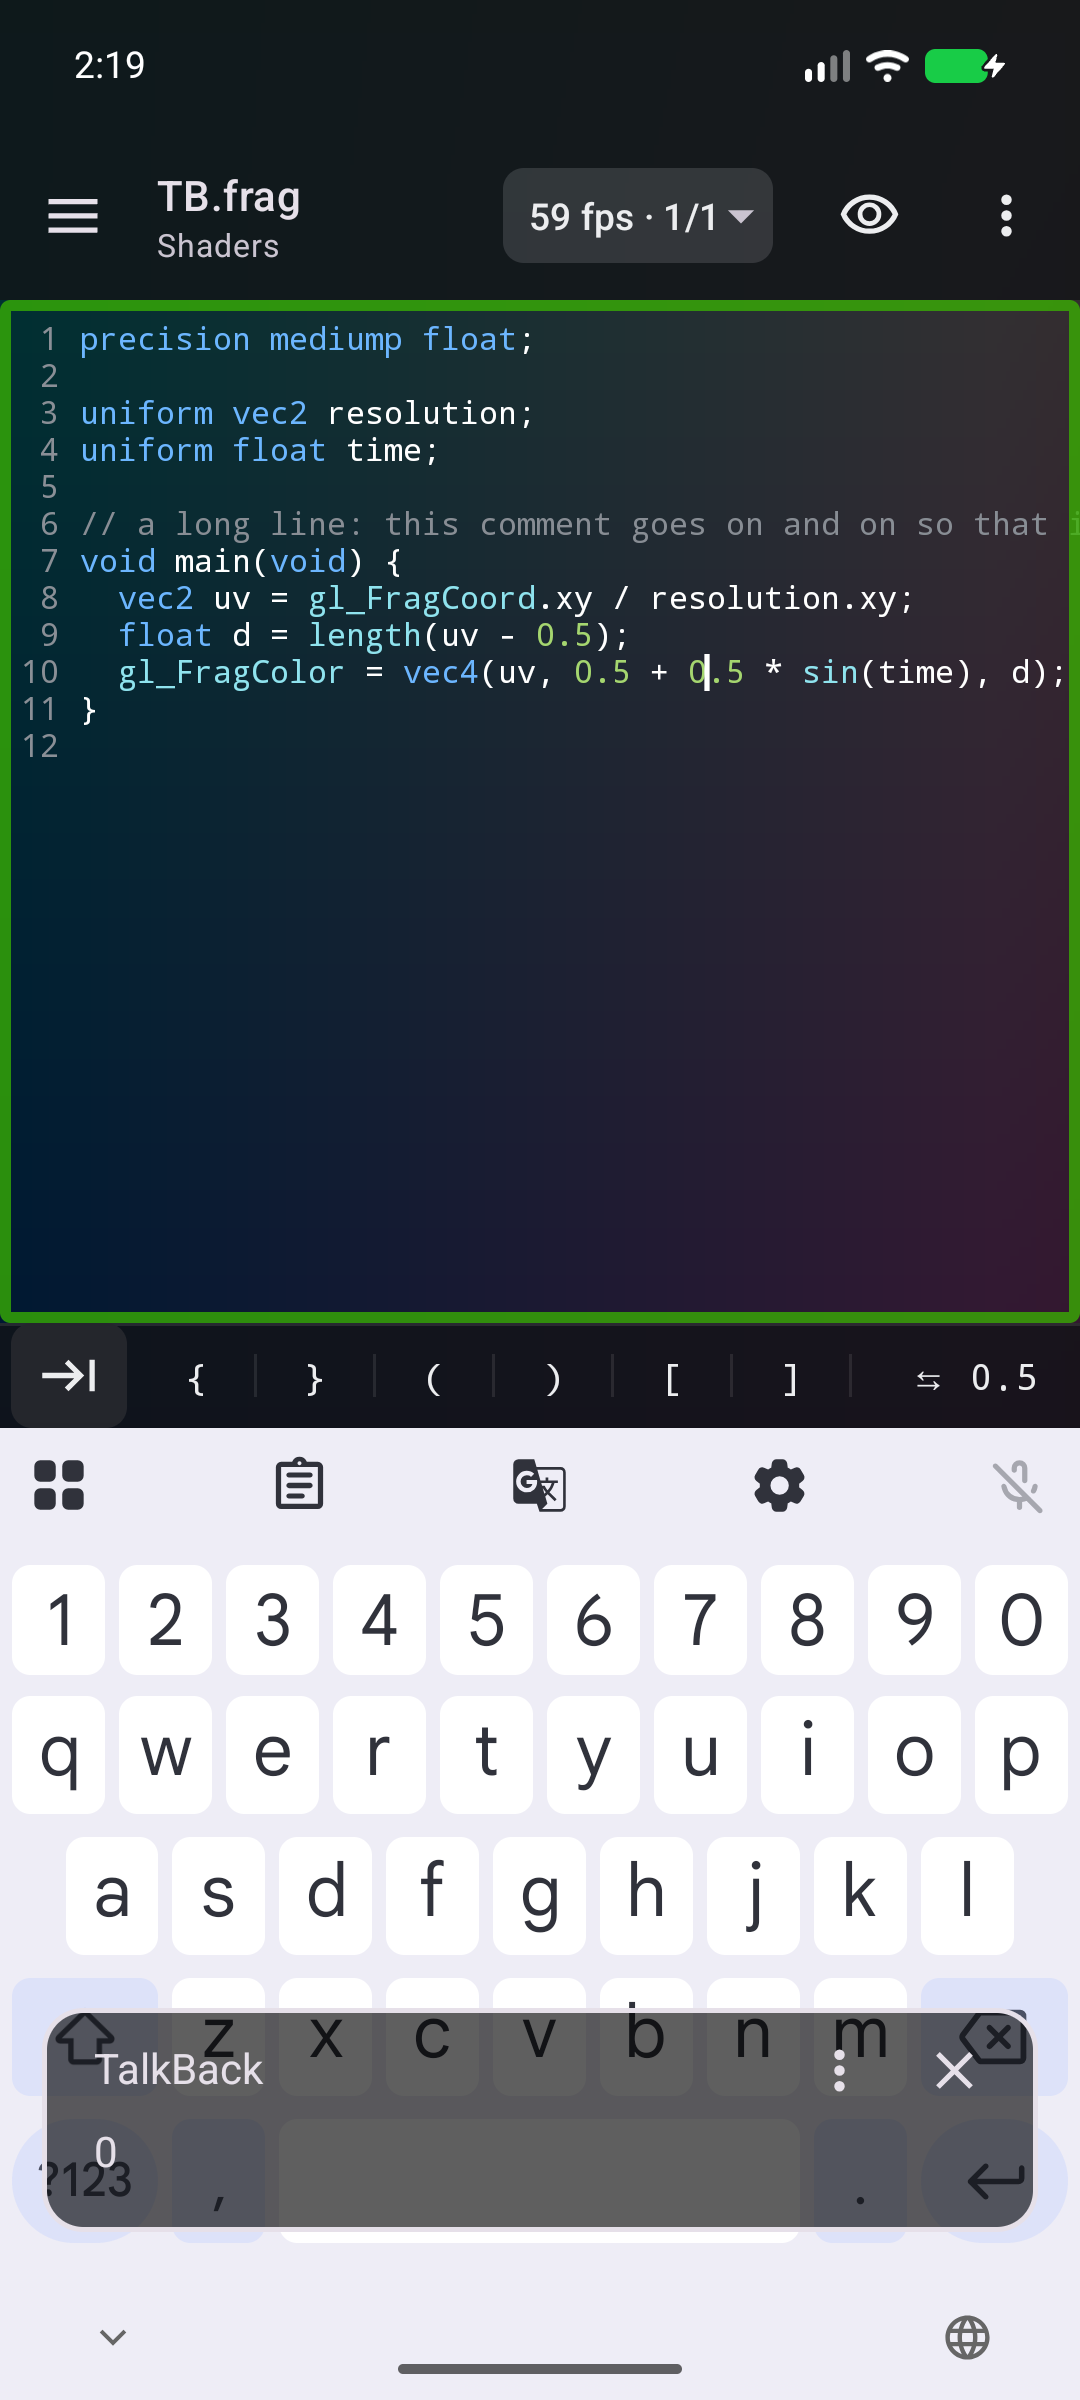 2:19
TB.frag
Shaders
59 fps · 1/1
1 precision mediump float;
2
3 uniform vec2 resolution;
4 uniform float time;
5
6 // a long line: this comment goes on and on so that i
7 void main(void) {
8   vec2 uv = gl_FragCoord.xy / resolution.xy;
9   float d = length(uv - 0.5);
10   gl_FragColor = vec4(uv, 0.5 + 0.5 * sin(time), d);
11 }
12
{ } ( ) [ ] ⇆ 0.5
G 文
1 2 3 4 5 6 7 8 9 0
q w e r t y u i o p
a s d f g h j k l
z x c v b n m
TalkBack
0
?123 , .